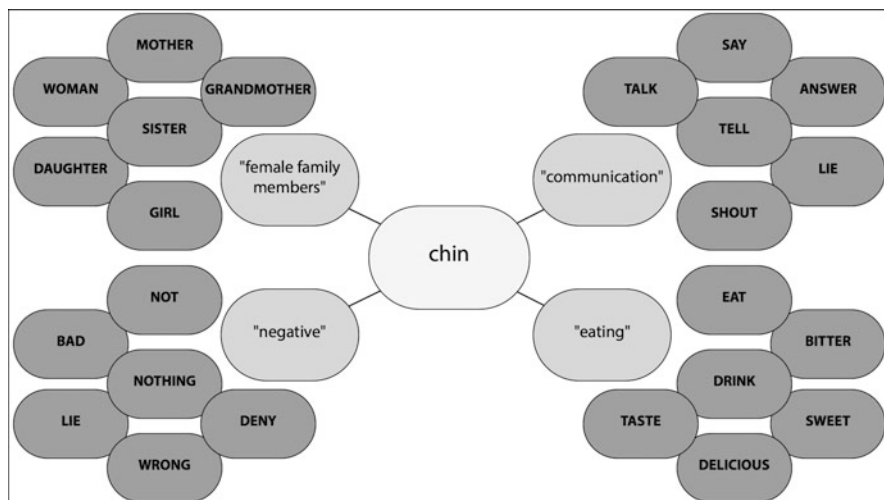 MOTHER
WOMAN
GRANDMOTHER
SISTER
DAUGHTER
GIRL
"female family
members"
SAY
TALK
ANSWER
TELL
LIE
SHOUT
"communication"
chin
NOT
BAD
NOTHING
LIE
DENY
WRONG
"negative"
EAT
BITTER
DRINK
TASTE
SWEET
DELICIOUS
"eating"